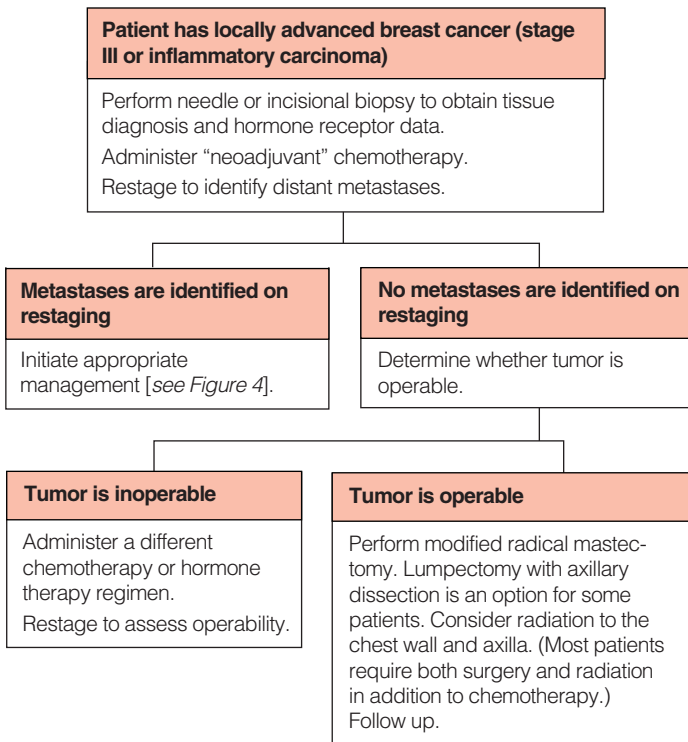 Patient has locally advanced breast cancer (stage
III or inflammatory carcinoma)
Perform needle or incisional biopsy to obtain tissue
diagnosis and hormone receptor data.
Administer “neoadjuvant” chemotherapy.
Restage to identify distant metastases.
Metastases are identified on
restaging
Initiate appropriate
management [see Figure 4].
No metastases are identified on
restaging
Determine whether tumor is
operable.
Tumor is inoperable
Administer a different
chemotherapy or hormone
therapy regimen.
Restage to assess operability.
Tumor is operable
Perform modified radical mastec-
tomy. Lumpectomy with axillary
dissection is an option for some
patients. Consider radiation to the
chest wall and axilla. (Most patients
require both surgery and radiation
in addition to chemotherapy.)
Follow up.